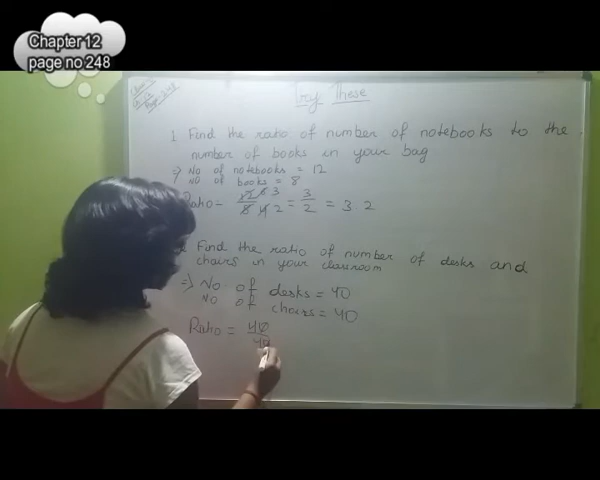 Chapter 12
page no 248
Try These
1 Find the ratio of number of notebooks to the
number of books in your bag
⇒ No of notebooks = 12
NO of books = 8
Ratio = 12 6 3 / 8 4 2 = 3/2 = 3.2
Find the ratio of number of desks and
chairs in your classroom
⇒ No of desks = 40
NO of chairs = 40
Ratio = 40/40